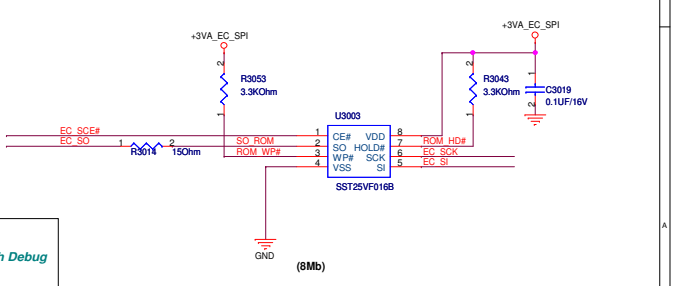 +3VA_EC_SPI
+3VA_EC_SPI
2
R3053
3.3KOhm
1
2
R3043
3.3KOhm
1
1
C3019
0.1UF/16V
2
U3003
EC_SCE#
1 CE# VDD 8
EC_SO 1 2 SO_ROM
2 SO HOLD# 7 ROM_HD#
R3014 15Ohm
ROM_WP# 3 WP# SCK 6 EC_SCK
4 VSS SI 5 EC_SI
SST25VF016B
A
h Debug
GND
(8Mb)